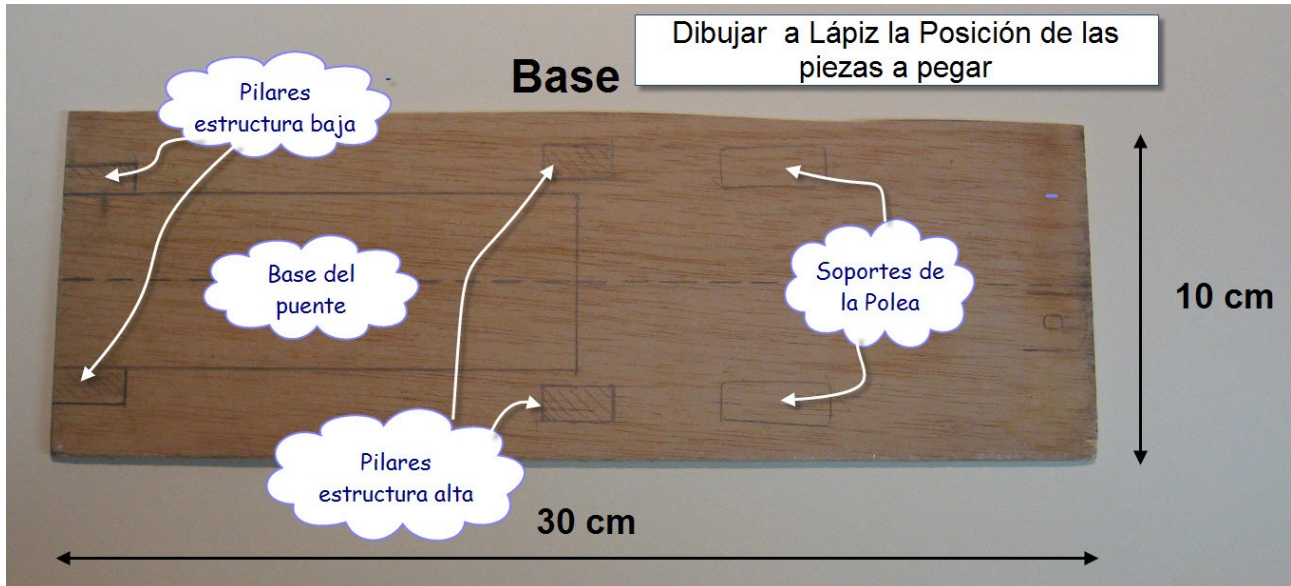 Dibujar a Lápiz la Posición de las
piezas a pegar
Base
Pilares
estructura baja
Base del
puente
Soportes de
la Polea
10 cm
Pilares
estructura alta
30 cm